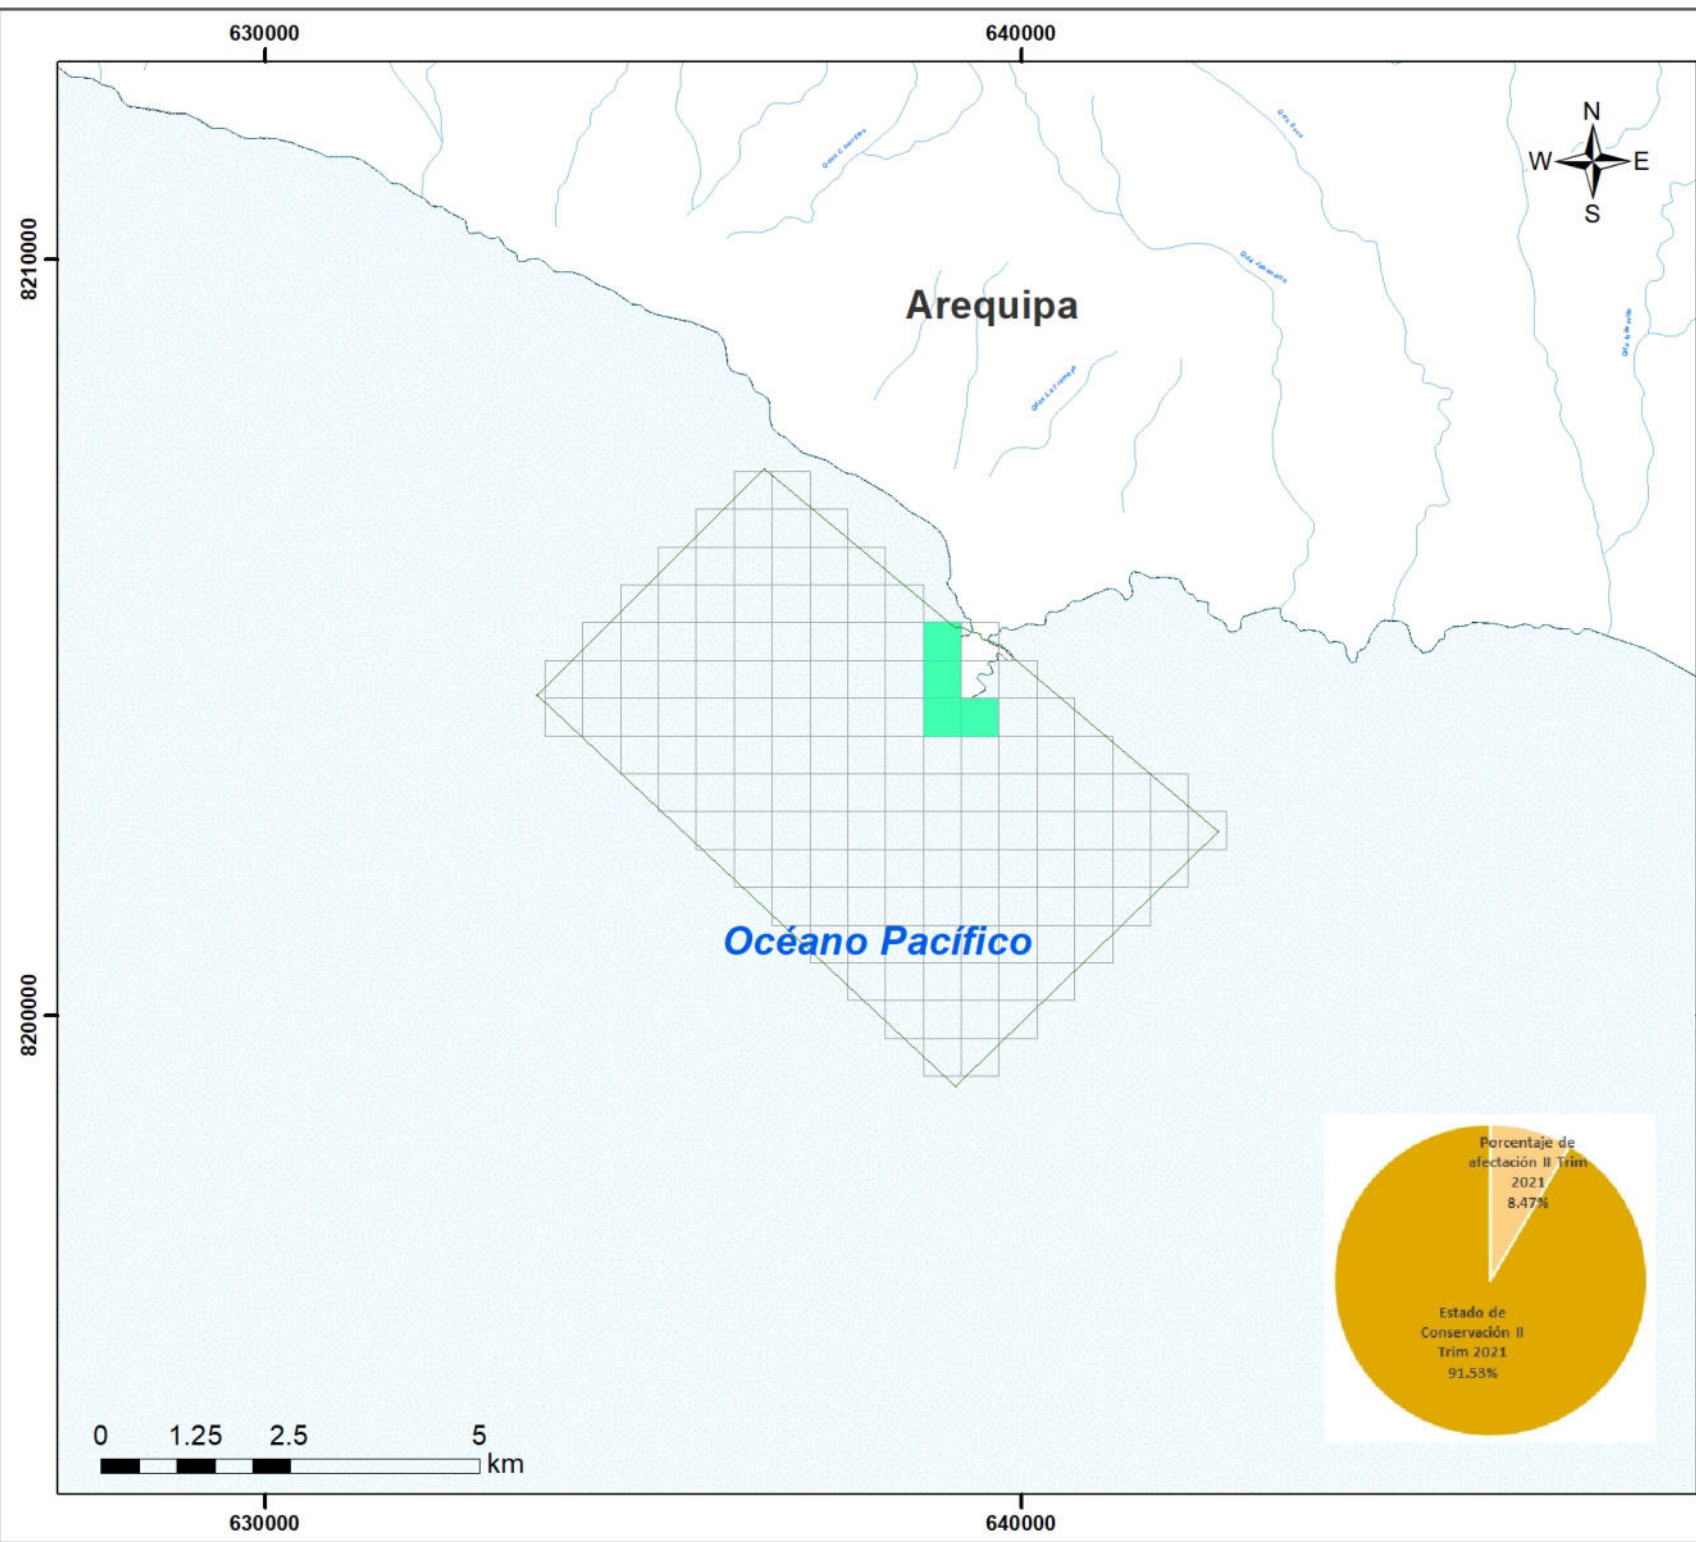 630000
640000
N
W
E
S
8210000
Arequipa
Océano Pacífico
8200000
Porcentaje de
afectación II Trim
2021
8.47%
Estado de
Conservación II
Trim 2021
91.53%
0 1.25 2.5 5
km
630000
640000